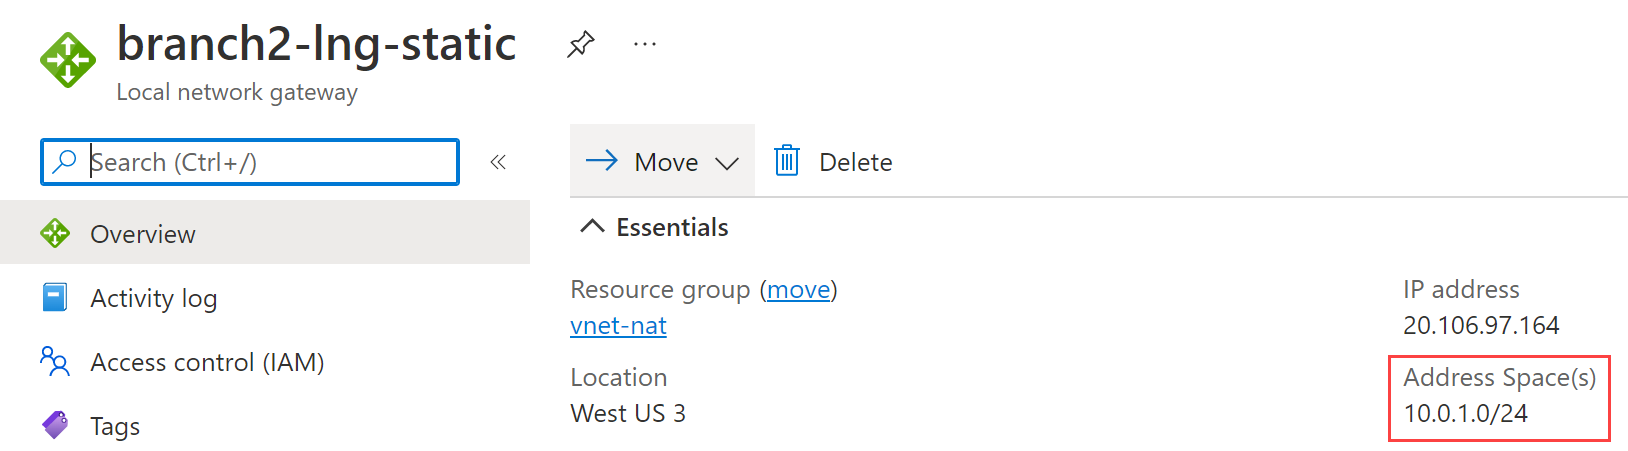 branch2-lng-static
...
Local network gateway
Search (Ctrl+/)
«
Move
Delete
Overview
Activity log
Access control (IAM)
Tags
Essentials
Resource group (move)
vnet-nat
Location
West US 3
IP address
20.106.97.164
Address Space(s)
10.0.1.0/24